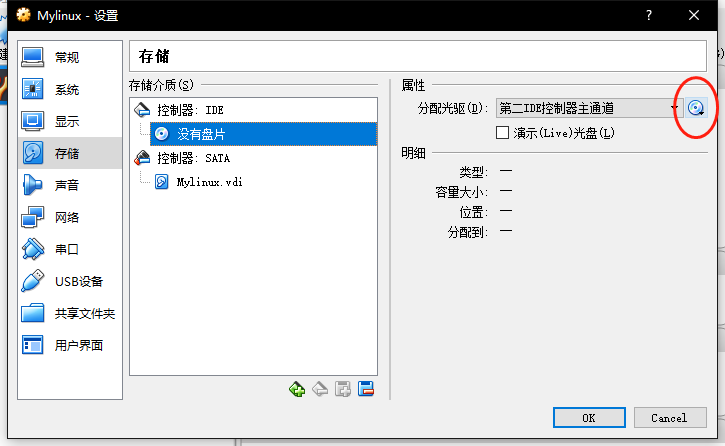 Mylinux - 设置
常规
系统
显示
存储
声音
网络
串口
USB设备
共享文件夹
用户界面
存储
存储介质(S)
控制器: IDE
没有盘片
控制器: SATA
Mylinux.vdi
属性
分配光驱(D): 第二IDE控制器主通道
演示(Live)光盘(L)
明细
类型: —
容量大小: —
位置: —
分配到: —
OK
Cancel